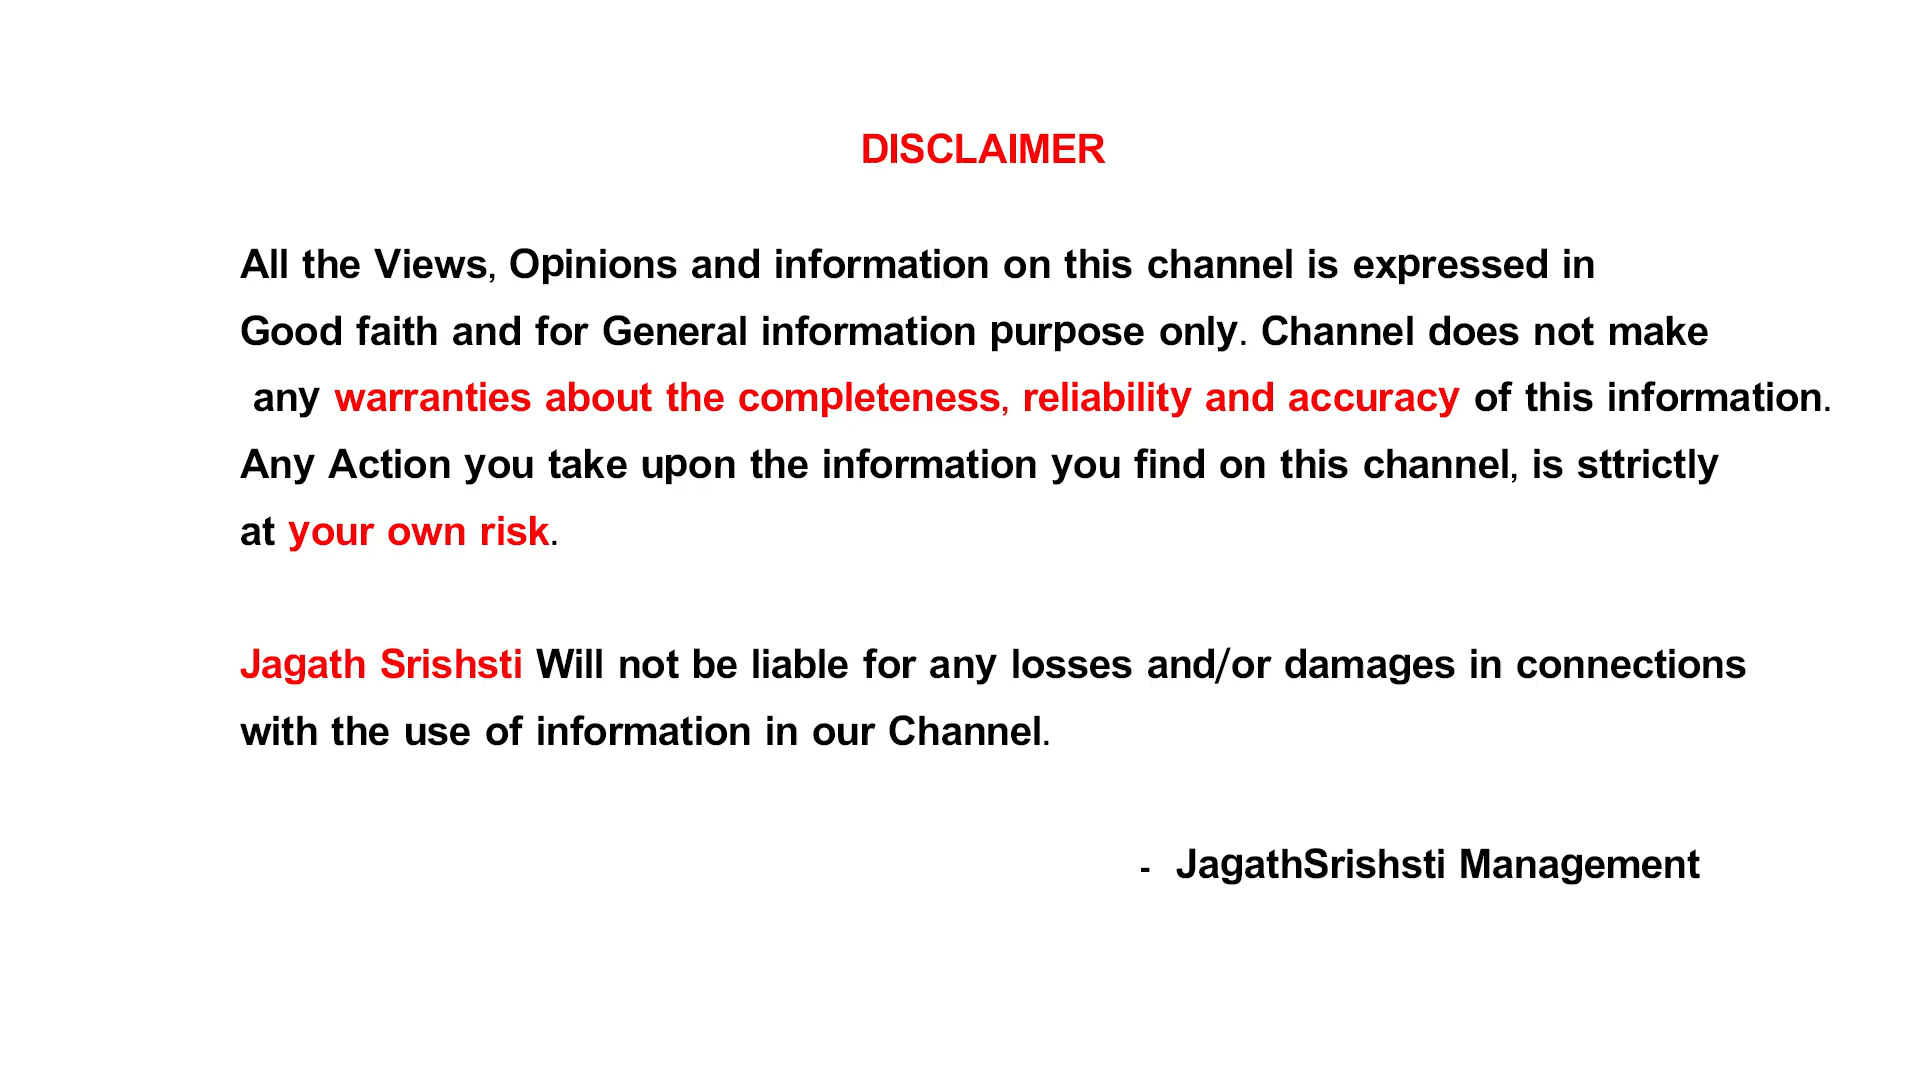 DISCLAIMER
All the Views, Opinions and information on this channel is expressed in
Good faith and for General information purpose only. Channel does not make
any warranties about the completeness, reliability and accuracy of this information.
Any Action you take upon the information you find on this channel, is sttrictly
at your own risk.
Jagath Srishsti Will not be liable for any losses and/or damages in connections
with the use of information in our Channel.
- JagathSrishsti Management